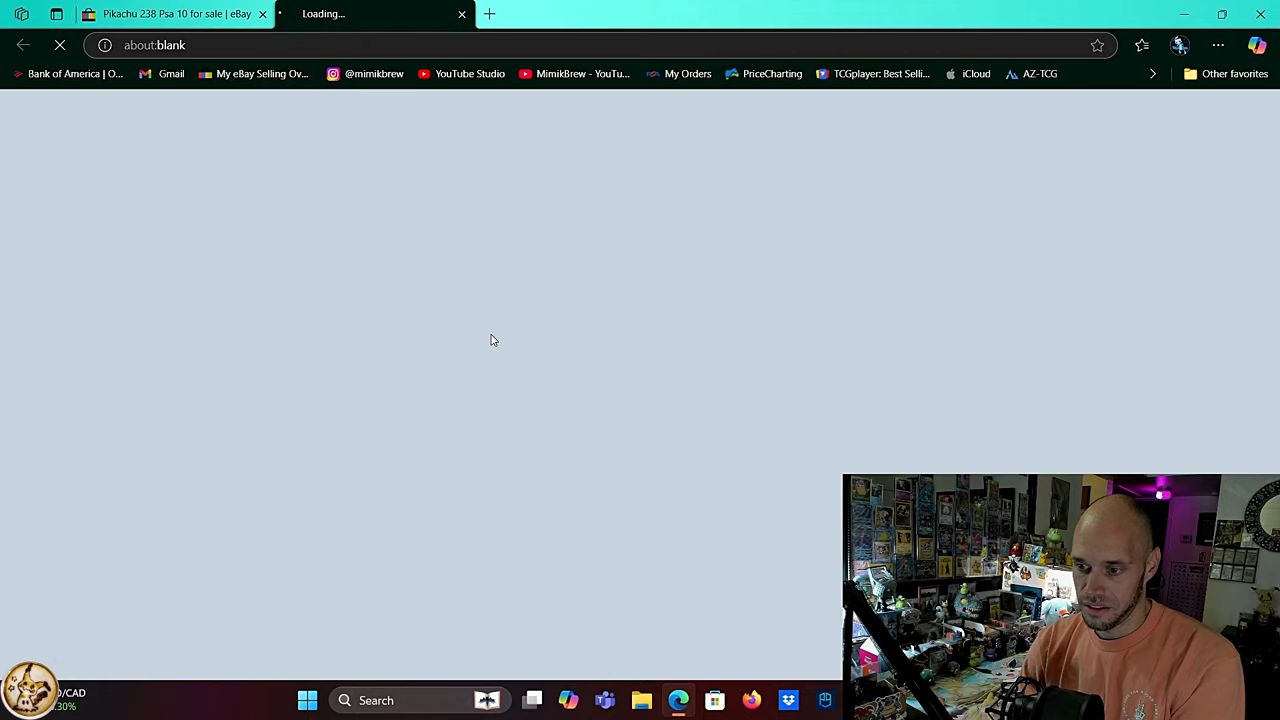 Pikachu 238 Psa 10 for sale | eBay
Loading...
about:blank
Bank of America | O...
Gmail
My eBay Selling Ov...
@mimikbrew
YouTube Studio
MimikBrew - YouTu...
My Orders
PriceCharting
TCGplayer: Best Selli...
iCloud
AZ-TCG
Other favorites
D/CAD
.30%
Search